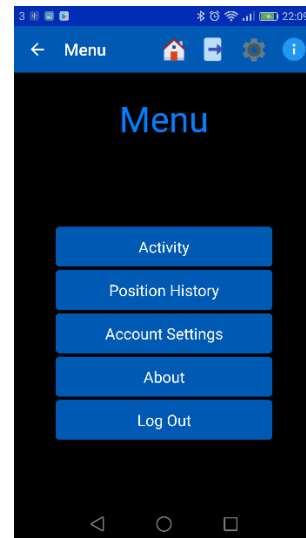 3 22:09
Menu
Menu
Activity
Position History
Account Settings
About
Log Out